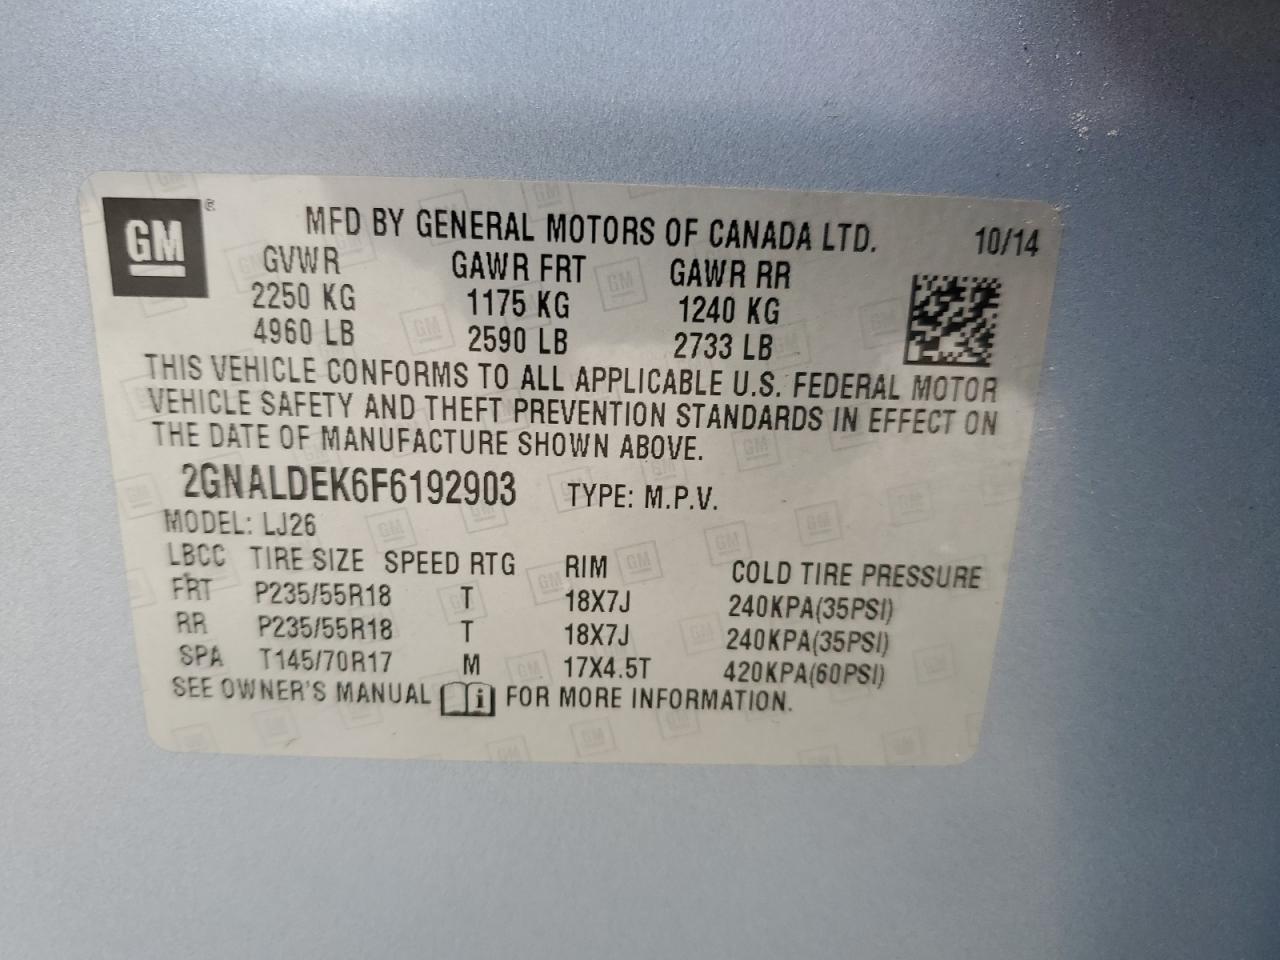 GM ®
MFD BY GENERAL MOTORS OF CANADA LTD. 10/14
GVWR GAWR FRT GAWR RR
2250 KG 1175 KG 1240 KG
4960 LB 2590 LB 2733 LB
THIS VEHICLE CONFORMS TO ALL APPLICABLE U.S. FEDERAL MOTOR
VEHICLE SAFETY AND THEFT PREVENTION STANDARDS IN EFFECT ON
THE DATE OF MANUFACTURE SHOWN ABOVE.
2GNALDEK6F6192903 TYPE: M.P.V.
MODEL: LJ26
LBCC TIRE SIZE SPEED RTG RIM COLD TIRE PRESSURE
FRT P235/55R18 T 18X7J 240KPA(35PSI)
RR P235/55R18 T 18X7J 240KPA(35PSI)
SPA T145/70R17 M 17X4.5T 420KPA(60PSI)
SEE OWNER'S MANUAL i FOR MORE INFORMATION.